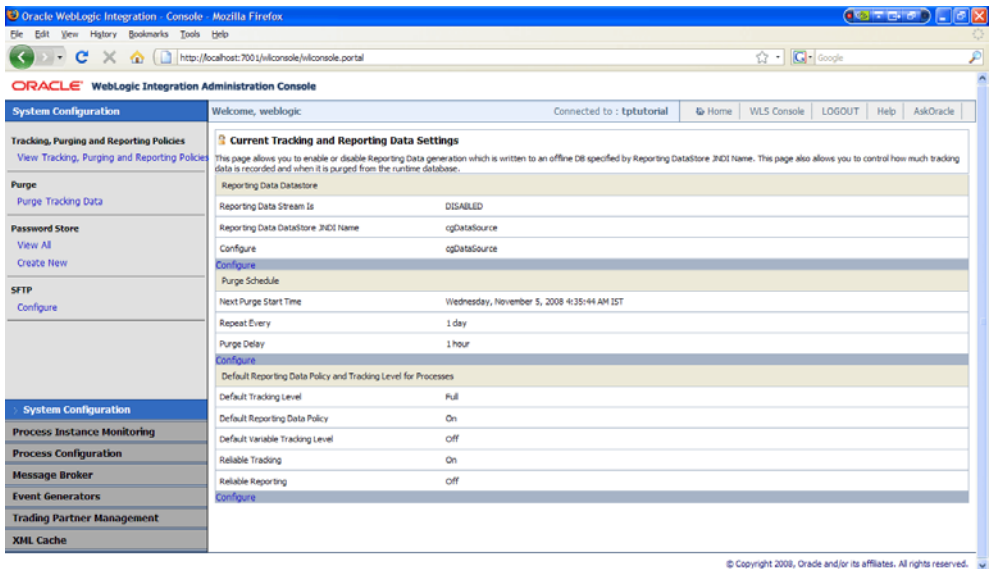 Oracle WebLogic Integration - Console - Mozilla Firefox
File Edit View History Bookmarks Tools Help
http://localhost:7001/wliconsole/wliconsole.portal
Google
ORACLE WebLogic Integration Administration Console
System Configuration
Welcome, weblogic
Connected to : tptutorial
Home
WLS Console
LOGOUT
Help
AskOracle
Tracking, Purging and Reporting Policies
View Tracking, Purging and Reporting Policies
Purge
Purge Tracking Data
Password Store
View All
Create New
SFTP
Configure
System Configuration
Process Instance Monitoring
Process Configuration
Message Broker
Event Generators
Trading Partner Management
XML Cache
Current Tracking and Reporting Data Settings
This page allows you to enable or disable Reporting Data generation which is written to an offline DB specified by Reporting DataStore JNDI Name. This page also allows you to control how much tracking
data is recorded and when it is purged from the runtime database.
Reporting Data Datastore
Reporting Data Stream Is DISABLED
Reporting Data DataStore JNDI Name cgDataSource
Configure cgDataSource
Configure
Purge Schedule
Next Purge Start Time Wednesday, November 5, 2008 4:35:44 AM IST
Repeat Every 1 day
Purge Delay 1 hour
Configure
Default Reporting Data Policy and Tracking Level for Processes
Default Tracking Level Full
Default Reporting Data Policy On
Default Variable Tracking Level Off
Reliable Tracking On
Reliable Reporting Off
Configure
© Copyright 2008, Oracle and/or its affiliates. All rights reserved.